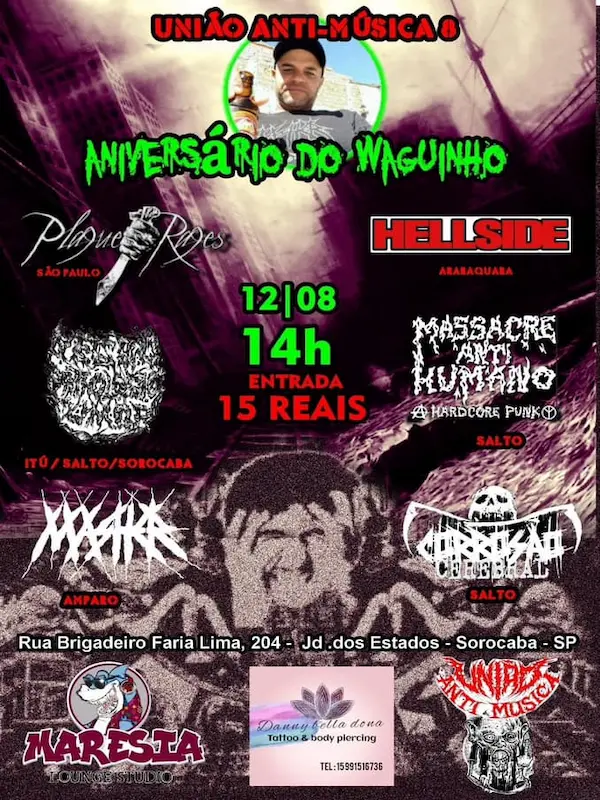 UNIÃO ANTI-MÚSICA 8
ANIVERSÁRIO DO WAGUINHO
Plague Rages
SÃO PAULO
HELLSIDE
ARARAQUARA
12|08
14h
ENTRADA
15 REAIS
MASSACRE
ANTI
HUMANO
HARDCORE PUNK
SALTO
ITÚ / SALTO/SOROCABA
AMPARO
CORROSÃO
CEREBRAL
SALTO
Rua Brigadeiro Faria Lima, 204 - Jd .dos Estados - Sorocaba - SP
MARESIA
LOUNGE STUDIO
Danny bella dona
Tattoo & body piercing
TEL:15991516736
UNIÃO
ANTI MUSICA